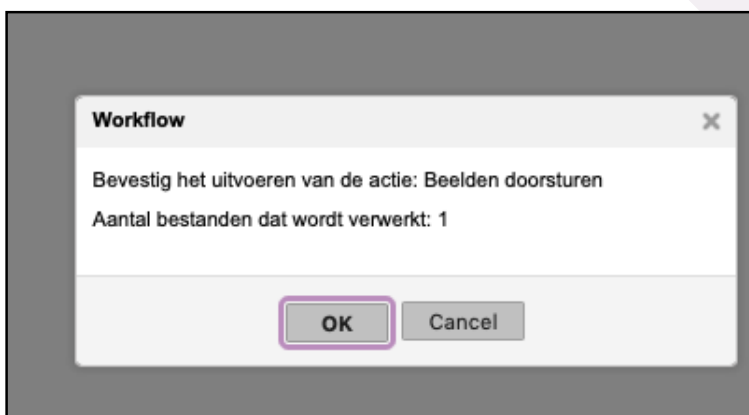 Workflow
Bevestig het uitvoeren van de actie: Beelden doorsturen
Aantal bestanden dat wordt verwerkt: 1
OK
Cancel